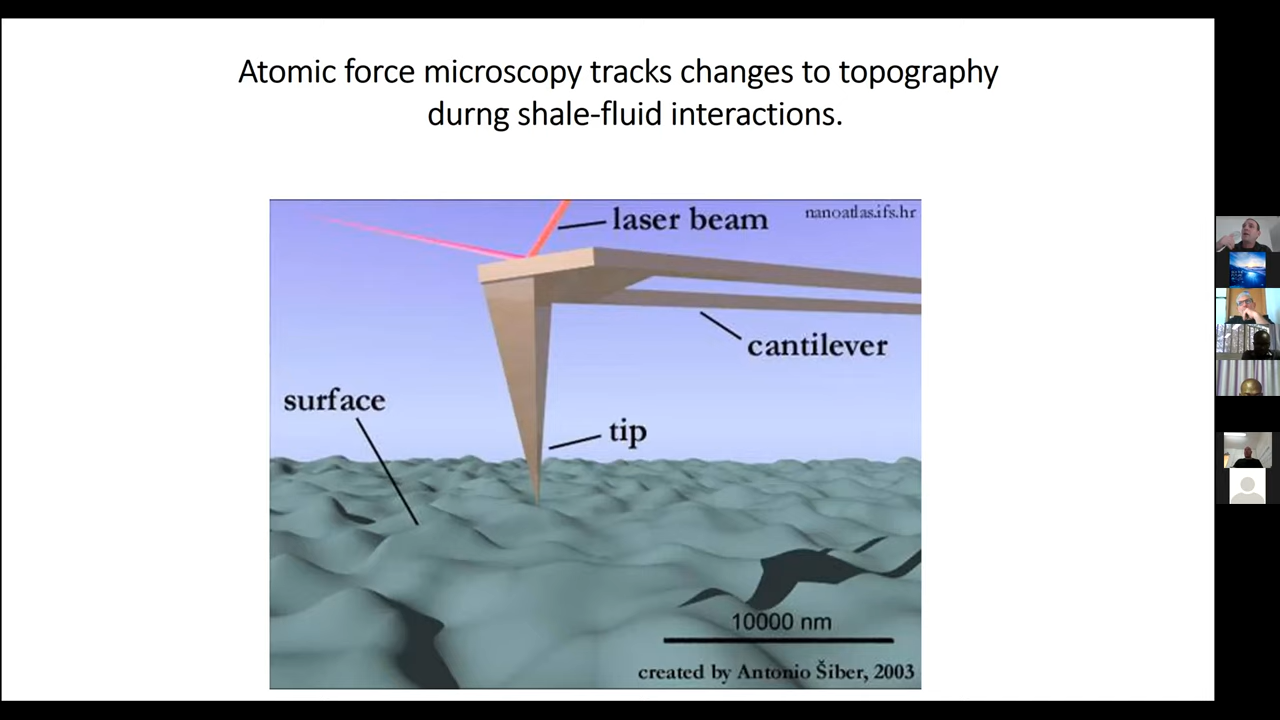 Atomic force microscopy tracks changes to topography
durng shale-fluid interactions.
laser beam
nanoatlas.ifs.hr
cantilever
surface
tip
10000 nm
created by Antonio Šiber, 2003